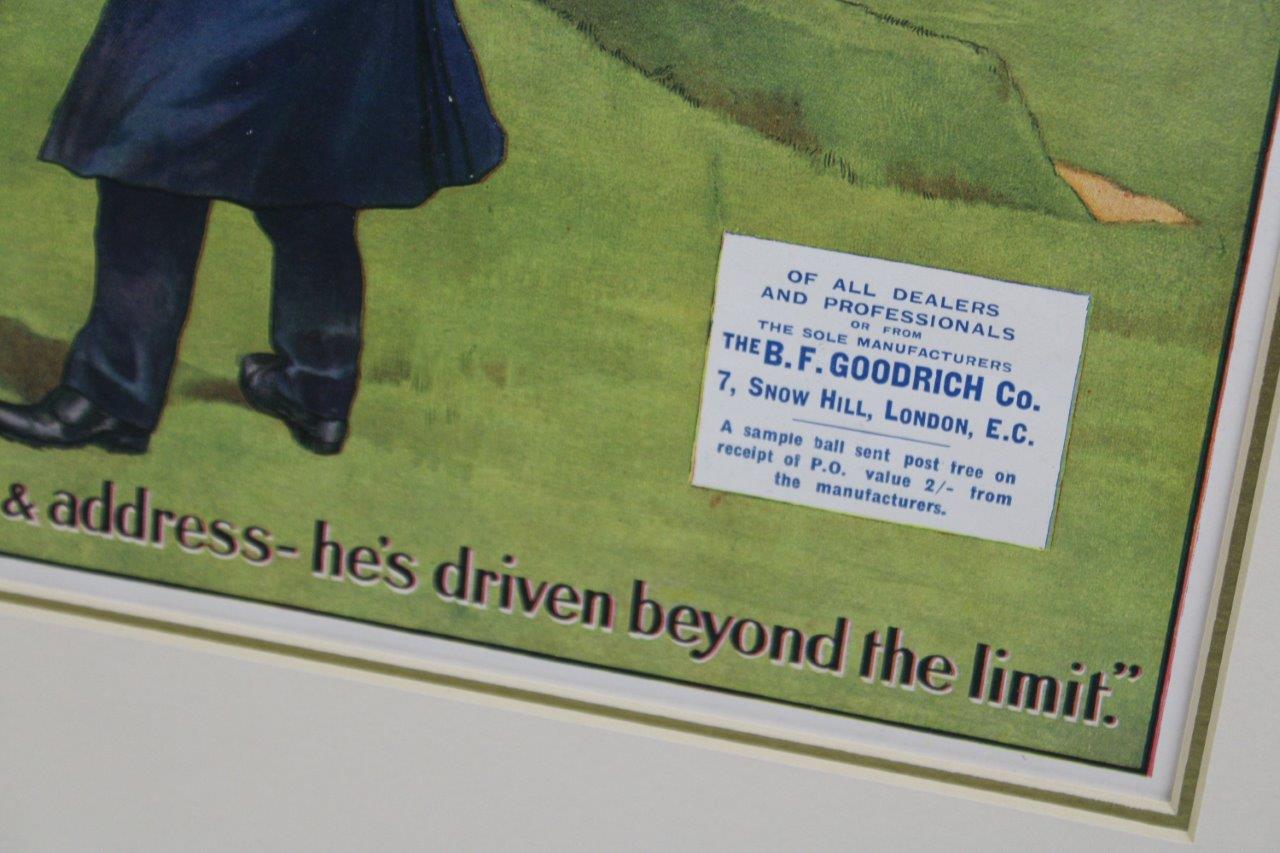 OF ALL DEALERS
AND PROFESSIONALS
OR FROM
THE SOLE MANUFACTURERS
THE B. F. GOODRICH Co.
7, SNOW HILL, LONDON, E.C.
A sample ball sent post free on
receipt of P.O. value 2/- from
the manufacturers.
& address- he's driven beyond the limit."